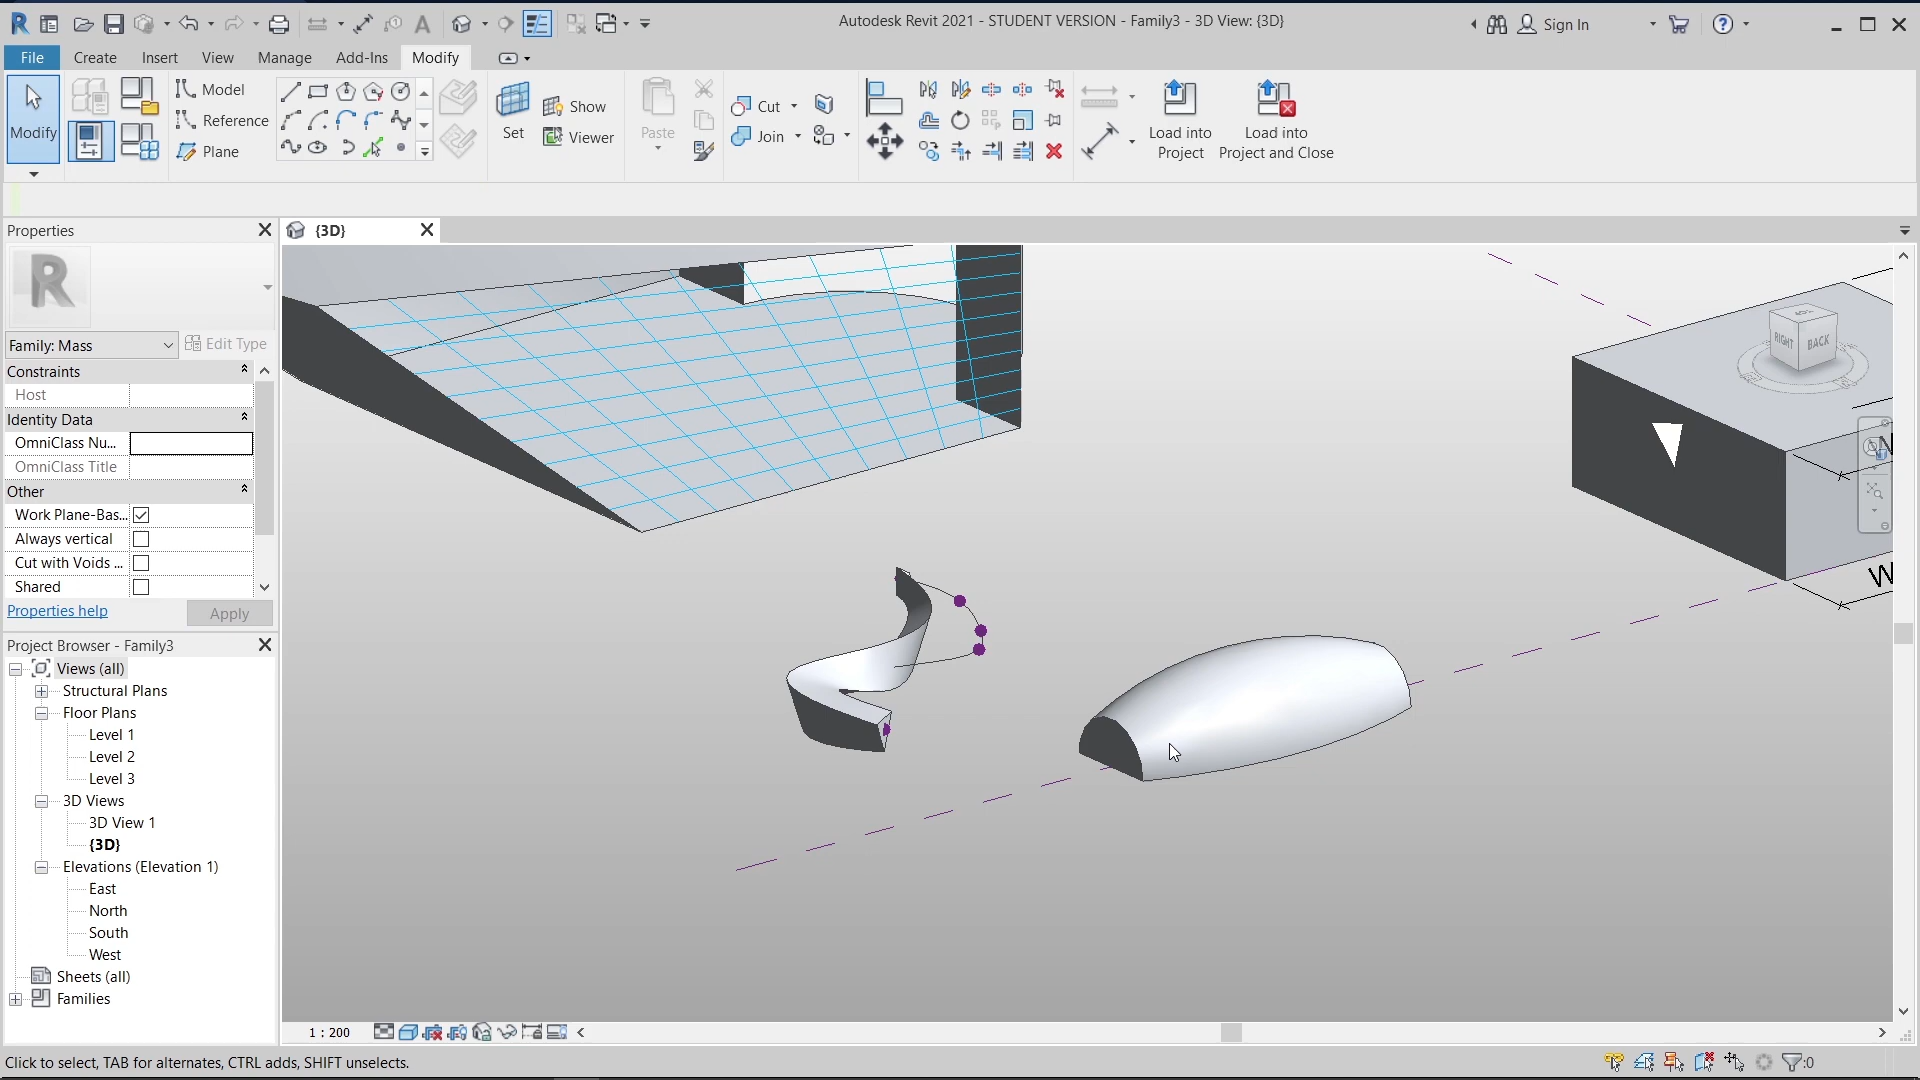 Autodesk Revit 2021 - STUDENT VERSION - Family3 - 3D View: {3D}
Sign In
File
Create
Insert
View
Manage
Add-Ins
Modify
Modify
Model
Reference
Plane
Set
Show
Viewer
Paste
Cut
Join
Load into
Project
Load into
Project and Close
Properties
{3D}
R
Family: Mass
Edit Type
Constraints
Host
Identity Data
OmniClass Nu...
OmniClass Title
Other
Work Plane-Bas...
Always vertical
Cut with Voids ...
Shared
Properties help
Apply
Project Browser - Family3
Views (all)
Structural Plans
Floor Plans
Level 1
Level 2
Level 3
3D Views
3D View 1
{3D}
Elevations (Elevation 1)
East
North
South
West
Sheets (all)
Families
TOP
RIGHT
BACK
W
1 : 200
Click to select, TAB for alternates, CTRL adds, SHIFT unselects.
:0